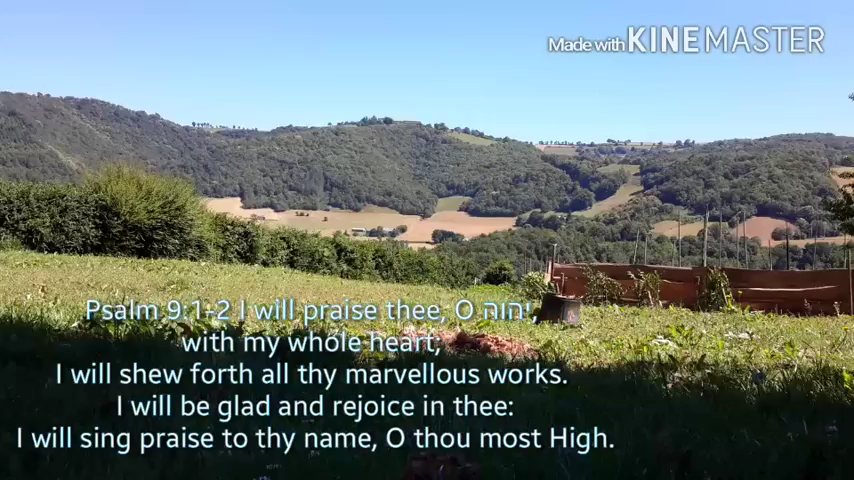 Made with KINEMASTER
Psalm 9:1-2 I will praise thee, O יהוה,
with my whole heart;
I will shew forth all thy marvellous works.
I will be glad and rejoice in thee:
I will sing praise to thy name, O thou most High.